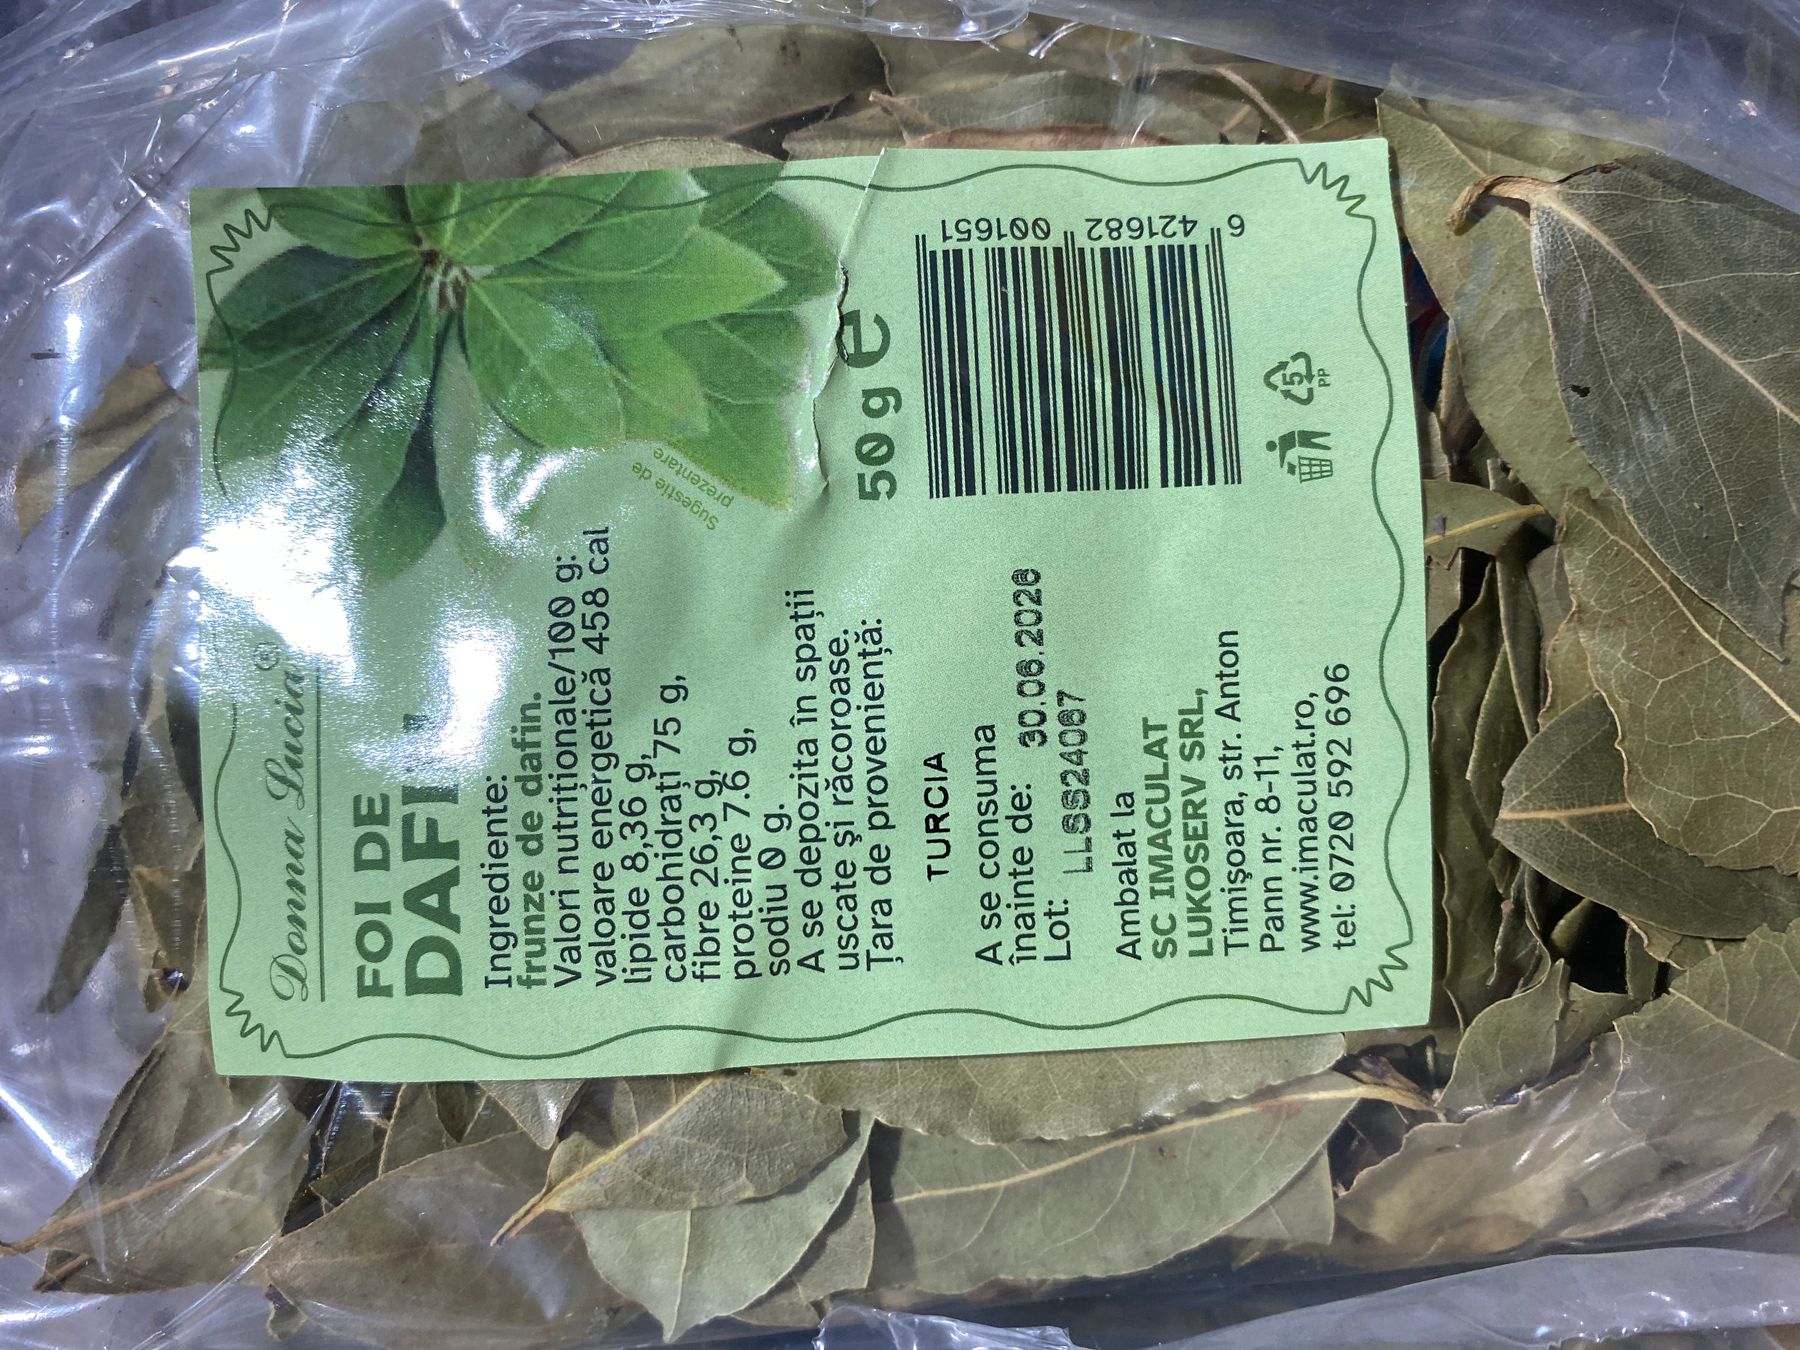 Donna Lucia®
FOI DE
DAFI
Ingrediente:
frunze de dafin.
Valori nutriționale/100 g:
valoare energetică 458 cal
lipide 8,36 g,
carbohidrați 75 g,
fibre 26,3 g,
proteine 7.6 g,
sodiu 0 g.
A se depozita în spații
uscate și răcoroase.
Țara de proveniență:
TURCIA
A se consuma
înainte de: 30.06.2026
Lot: LLSS24067
Ambalat la
SC IMACULAT
LUKOSERV SRL,
Timișoara, str. Anton
Pann nr. 8-11,
www.imaculat.ro,
tel: 0720 592 696
Sugestie de
prezentare
50 g e
6 421682 001651
5
PP